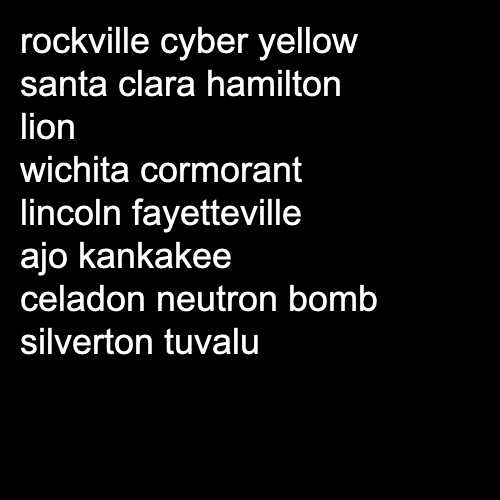 rockville cyber yellow
santa clara hamilton
lion
wichita cormorant
lincoln fayetteville
ajo kankakee
celadon neutron bomb
silverton tuvalu